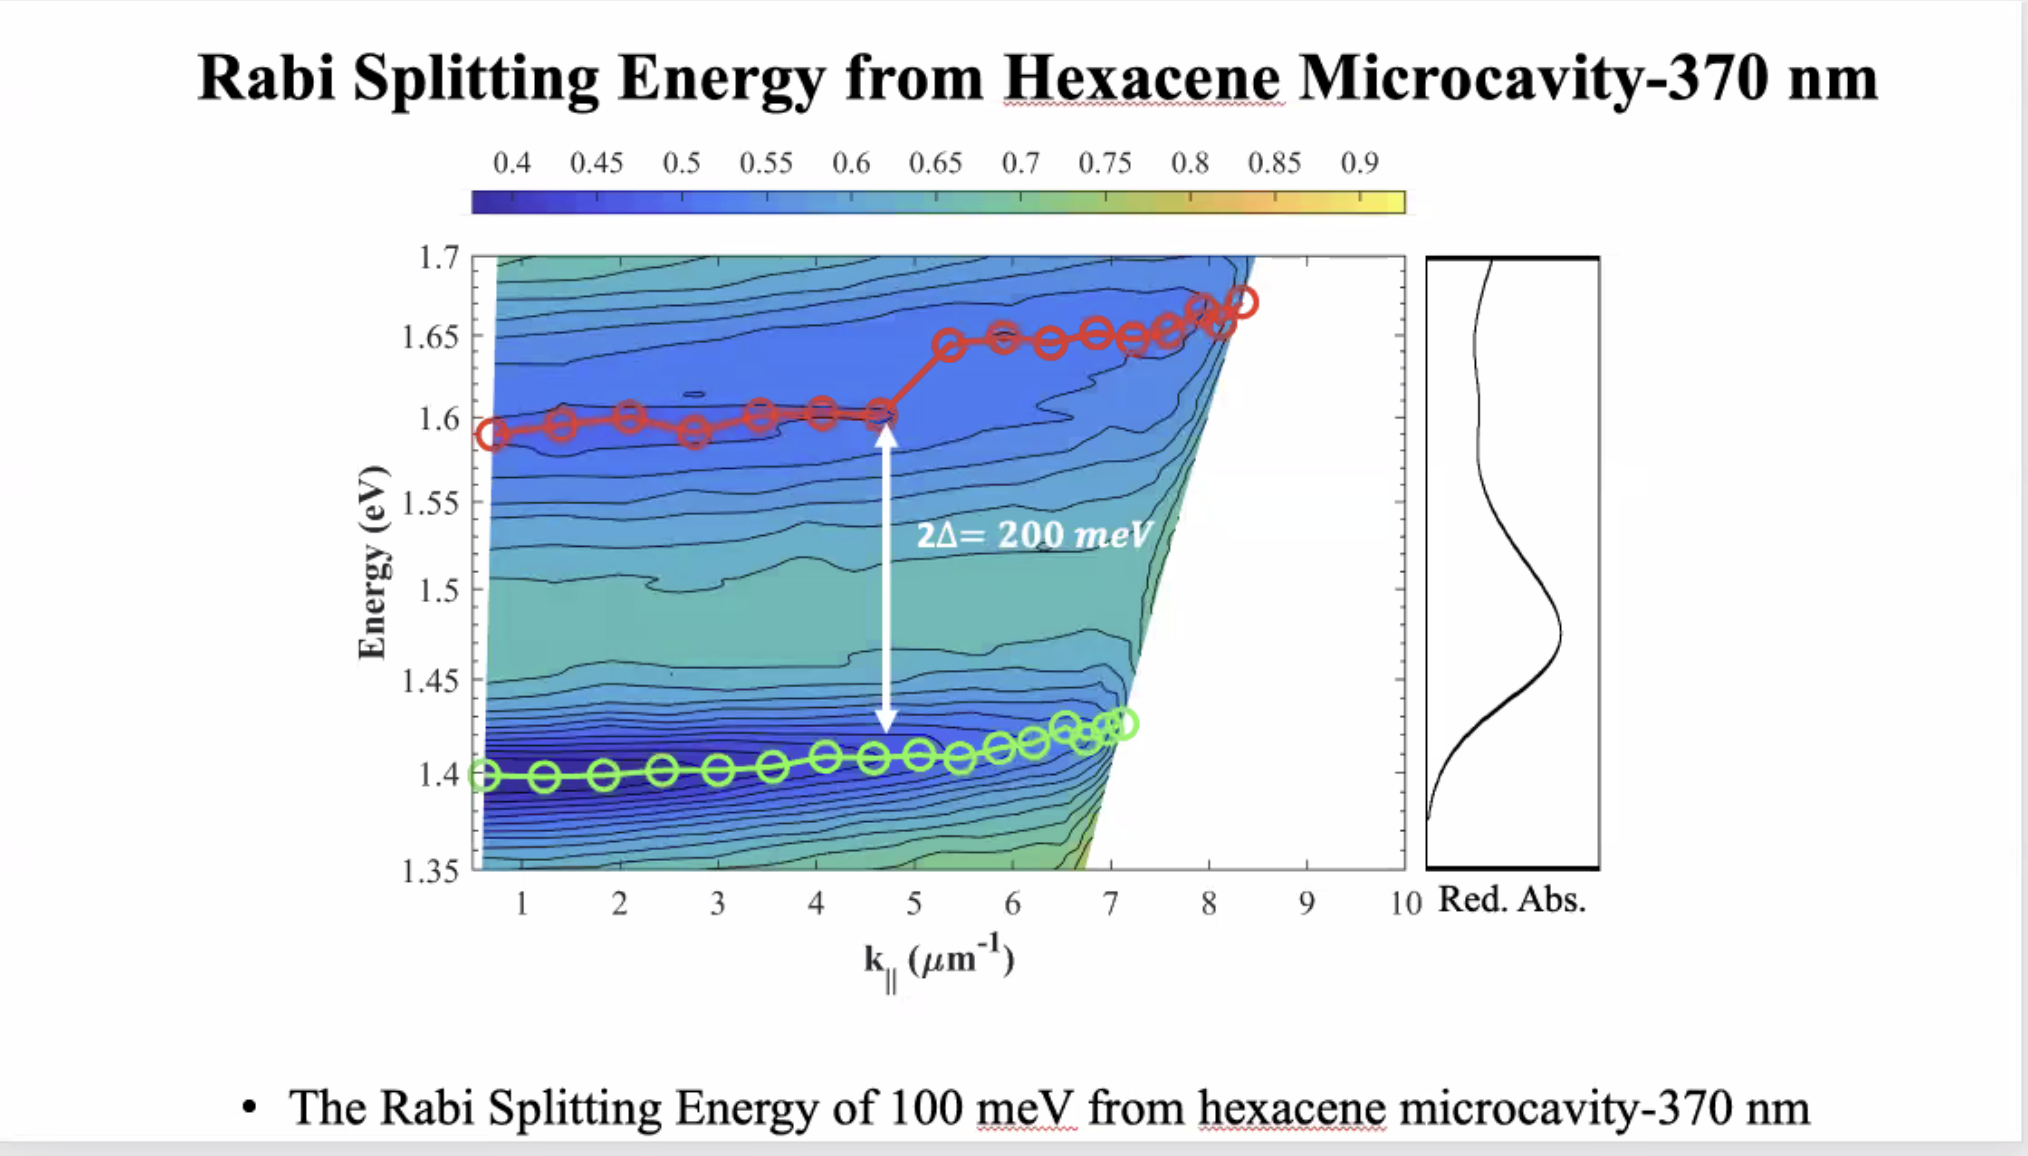 Rabi Splitting Energy from Hexacene Microcavity-370 nm
0.4 0.45 0.5 0.55 0.6 0.65 0.7 0.75 0.8 0.85 0.9
1.7
1.65
1.6
1.55
1.5
1.45
1.4
1.35
Energy (eV)
2Δ= 200 meV
1 2 3 4 5 6 7 8 9 10
k|| (μm⁻¹)
Red. Abs.
• The Rabi Splitting Energy of 100 meV from hexacene microcavity-370 nm